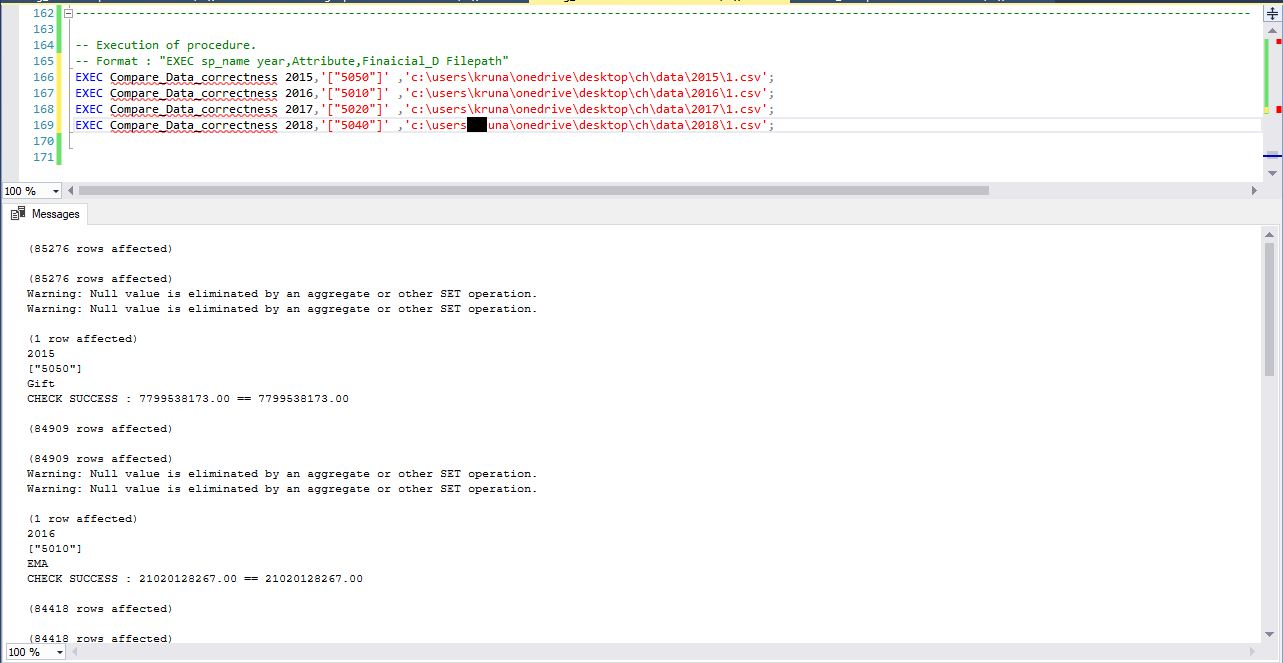 162 --------------------------------------------------------------------------------
163
164 -- Execution of procedure.
165 -- Format : "EXEC sp_name year,Attribute,Finaicial_D Filepath"
166 EXEC Compare_Data_correctness 2015,'["5050"]' ,'c:\users\kruna\onedrive\desktop\ch\data\2015\1.csv';
167 EXEC Compare_Data_correctness 2016,'["5010"]' ,'c:\users\kruna\onedrive\desktop\ch\data\2016\1.csv';
168 EXEC Compare_Data_correctness 2017,'["5020"]' ,'c:\users\kruna\onedrive\desktop\ch\data\2017\1.csv';
169 EXEC Compare_Data_correctness 2018,'["5040"]' ,'c:\users una\onedrive\desktop\ch\data\2018\1.csv';
170
171
100 %
Messages
(85276 rows affected)
(85276 rows affected)
Warning: Null value is eliminated by an aggregate or other SET operation.
Warning: Null value is eliminated by an aggregate or other SET operation.
(1 row affected)
2015
["5050"]
Gift
CHECK SUCCESS : 7799538173.00 == 7799538173.00
(84909 rows affected)
(84909 rows affected)
Warning: Null value is eliminated by an aggregate or other SET operation.
Warning: Null value is eliminated by an aggregate or other SET operation.
(1 row affected)
2016
["5010"]
EMA
CHECK SUCCESS : 21020128267.00 == 21020128267.00
(84418 rows affected)
(84418 rows affected)
100 %